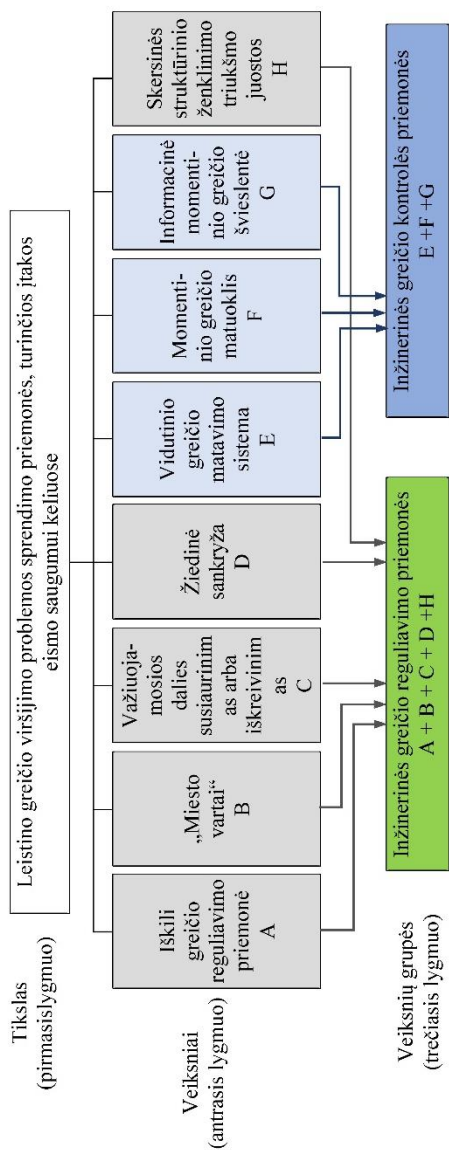 Tikslas
(pirmasislygmuo)
Leistino greičio viršijimo problemos sprendimo priemonės, turinčios įtakos
eismo saugumui keliuose
Veiksniai
(antrasis lygmuo)
Iškili
greičio
reguliavimo
priemonė
A
„Miesto
vartai“
B
Važiuoja-
mosios
dalies
susiaurinim
as arba
iškreivinim
as
C
Žiedinė
sankryža
D
Vidutinio
greičio
matavimo
sistema
E
Momenti-
nio greičio
matuoklis
F
Informacinė
momenti-
nio greičio
švieslentė
G
Skersinės
struktūrinio
ženklinimo
triukšmo
juostos
H
Veiksnių grupės
(trečiasis lygmuo)
Inžinerinės greičio reguliavimo priemonės
A + B + C + D +H
Inžinerinės greičio kontrolės priemonės
E +F +G